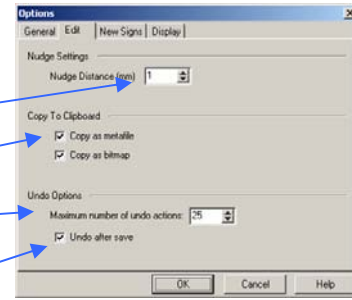 Options
General Edit New Signs Display
Nudge Settings
Nudge Distance (mm) 1
Copy To Clipboard
Copy as metafile
Copy as bitmap
Undo Options
Maximum number of undo actions: 25
Undo after save
OK Cancel Help